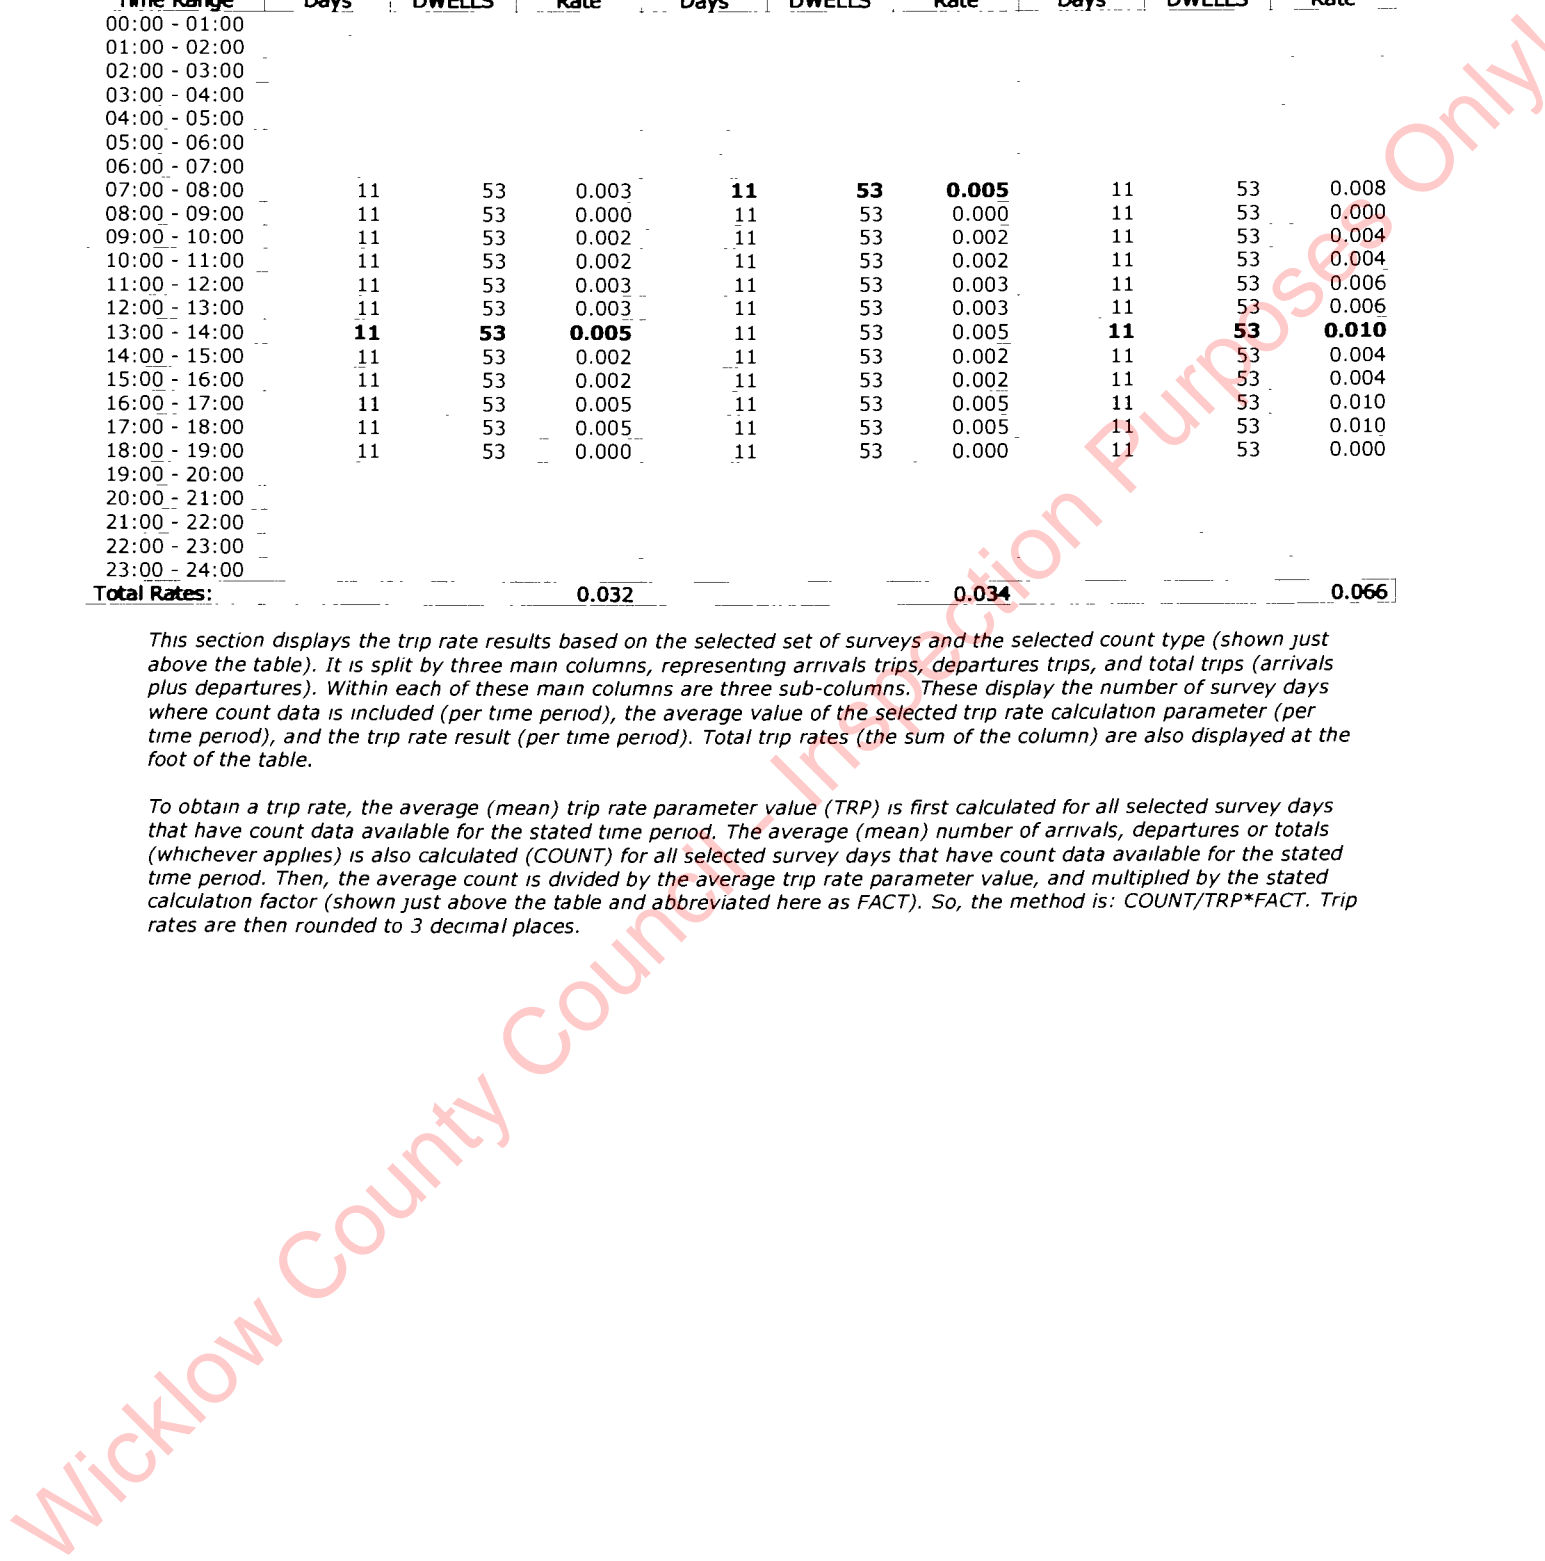 Time Range Days DWELLS Rate Days DWELLS Rate Days DWELLS Rate
00:00 - 01:00
01:00 - 02:00
02:00 - 03:00
03:00 - 04:00
04:00 - 05:00
05:00 - 06:00
06:00 - 07:00
07:00 - 08:00 11 53 0.003 11 53 0.005 11 53 0.008
08:00 - 09:00 11 53 0.000 11 53 0.000 11 53 0.000
09:00 - 10:00 11 53 0.002 11 53 0.002 11 53 0.004
10:00 - 11:00 11 53 0.002 11 53 0.002 11 53 0.004
11:00 - 12:00 11 53 0.003 11 53 0.003 11 53 0.006
12:00 - 13:00 11 53 0.003 11 53 0.003 11 53 0.006
13:00 - 14:00 11 53 0.005 11 53 0.005 11 53 0.010
14:00 - 15:00 11 53 0.002 11 53 0.002 11 53 0.004
15:00 - 16:00 11 53 0.002 11 53 0.002 11 53 0.004
16:00 - 17:00 11 53 0.005 11 53 0.005 11 53 0.010
17:00 - 18:00 11 53 0.005 11 53 0.005 11 53 0.010
18:00 - 19:00 11 53 0.000 11 53 0.000 11 53 0.000
19:00 - 20:00
20:00 - 21:00
21:00 - 22:00
22:00 - 23:00
23:00 - 24:00
Total Rates: 0.032 0.034 0.066
This section displays the trip rate results based on the selected set of surveys and the selected count type (shown just
above the table). It is split by three main columns, representing arrivals trips, departures trips, and total trips (arrivals
plus departures). Within each of these main columns are three sub-columns. These display the number of survey days
where count data is included (per time period), the average value of the selected trip rate calculation parameter (per
time period), and the trip rate result (per time period). Total trip rates (the sum of the column) are also displayed at the
foot of the table.
To obtain a trip rate, the average (mean) trip rate parameter value (TRP) is first calculated for all selected survey days
that have count data available for the stated time period. The average (mean) number of arrivals, departures or totals
(whichever applies) is also calculated (COUNT) for all selected survey days that have count data available for the stated
time period. Then, the average count is divided by the average trip rate parameter value, and multiplied by the stated
calculation factor (shown just above the table and abbreviated here as FACT). So, the method is: COUNT/TRP*FACT. Trip
rates are then rounded to 3 decimal places.
Wicklow County Council - Inspection Purposes Only!